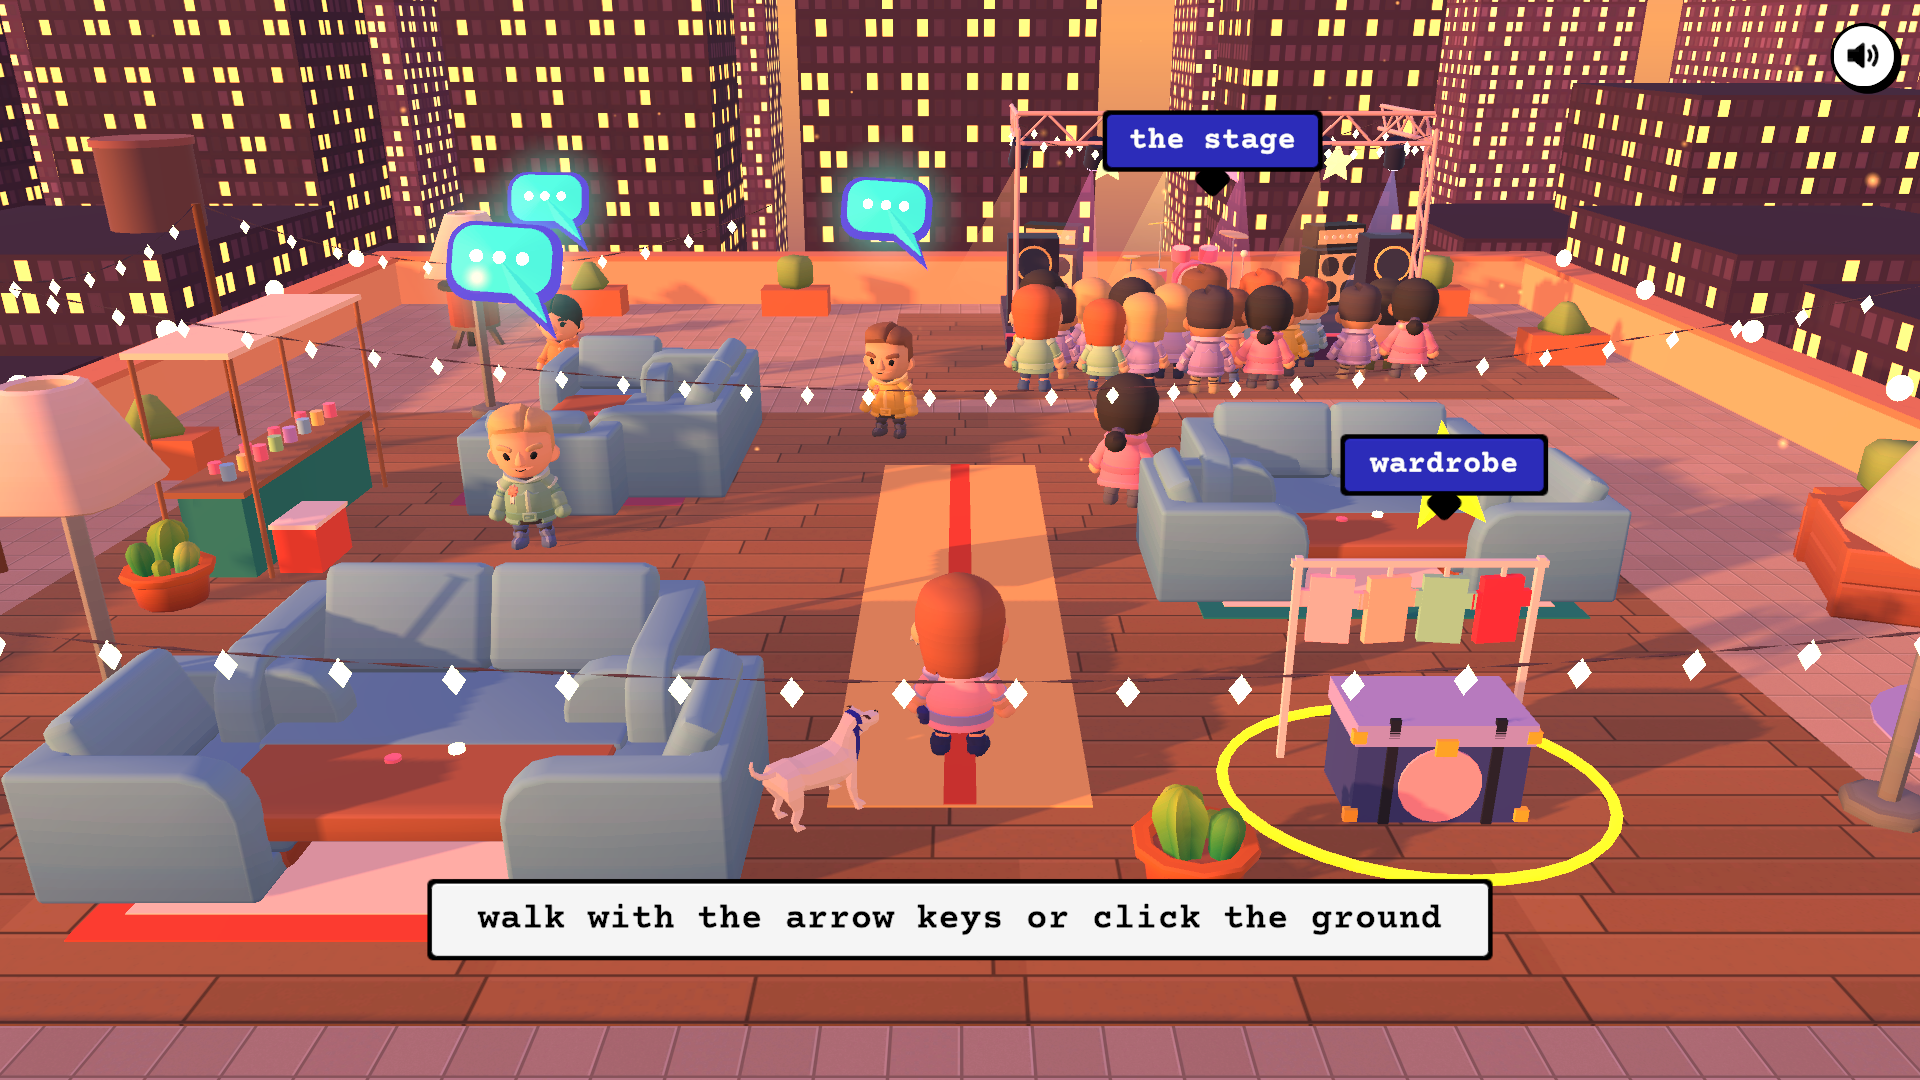 the stage
wardrobe
walk with the arrow keys or click the ground